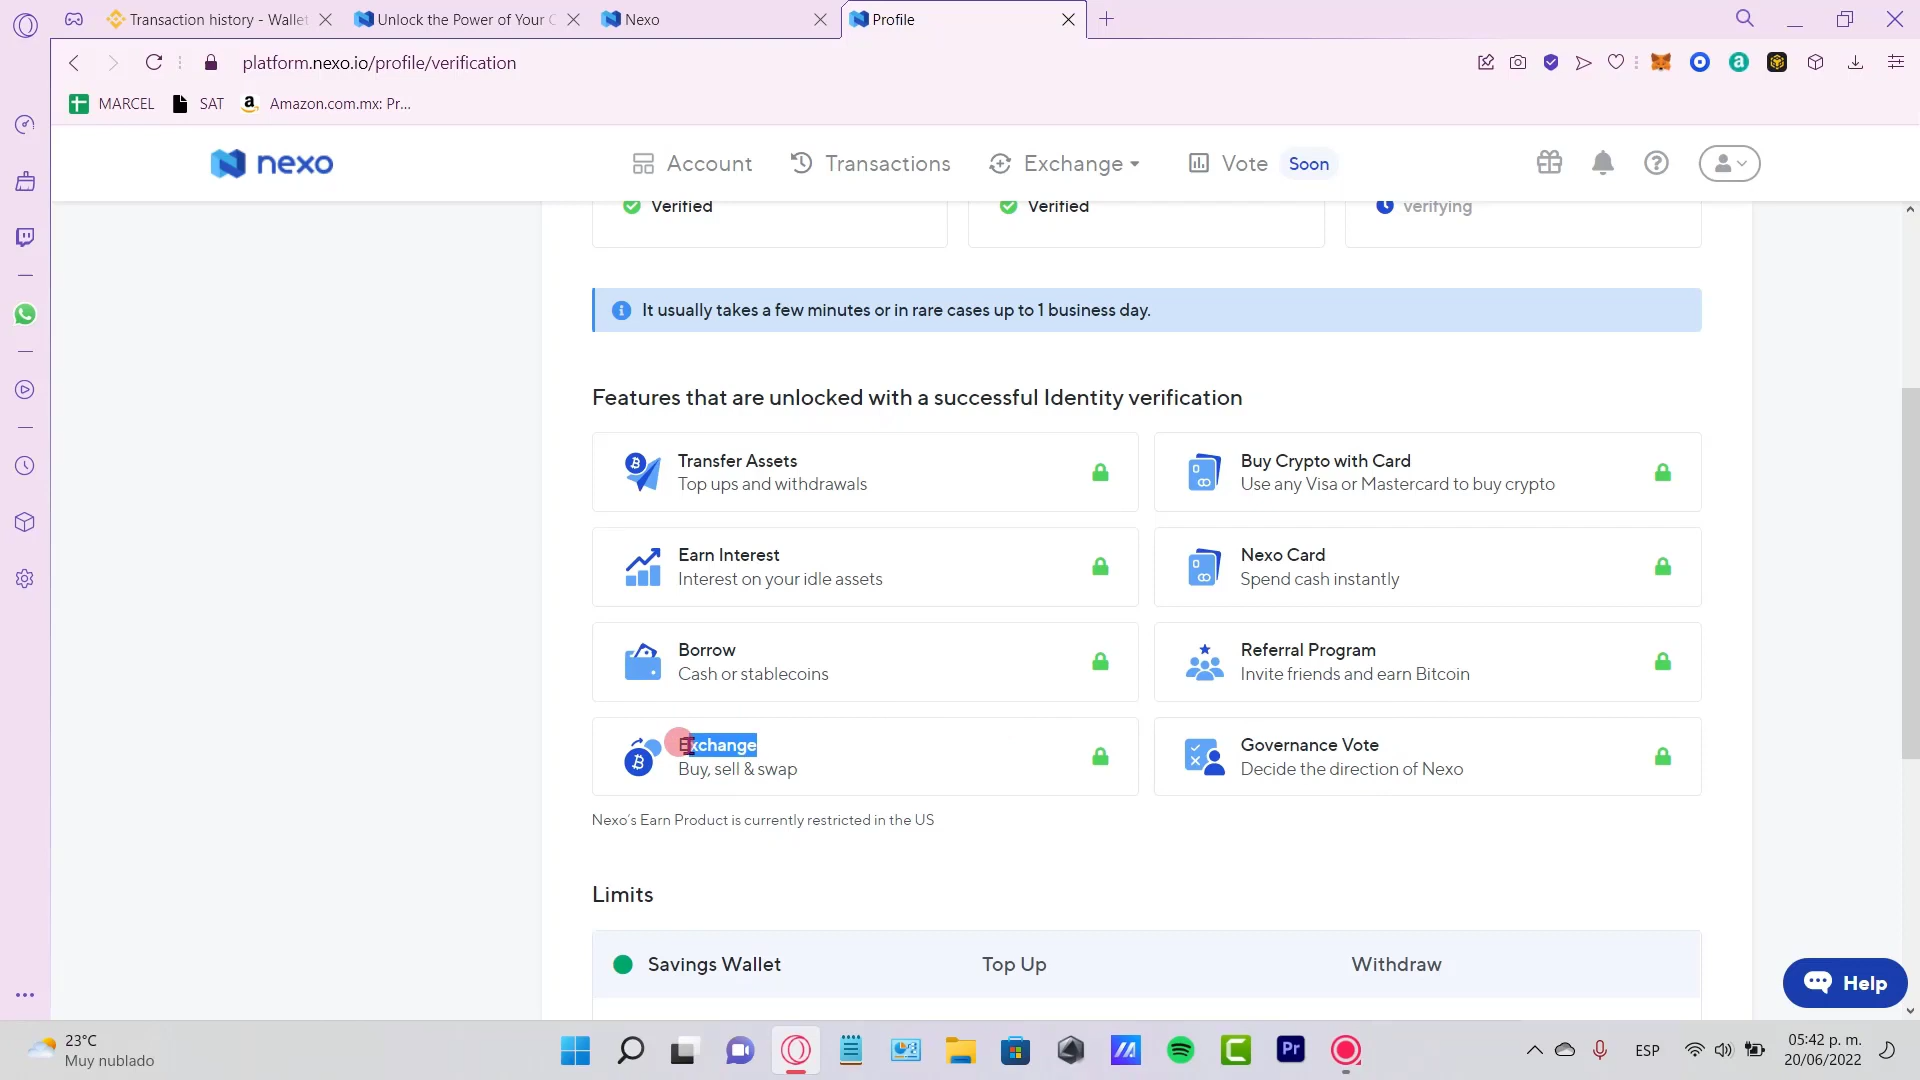 Transaction history - Wallet
Unlock the Power of Your C
Nexo
Profile
platform.nexo.io/profile/verification
MARCEL
SAT
Amazon.com.mx: Pr...
nexo
Account
Transactions
Exchange
Vote
Soon
Verified
Verified
verifying
It usually takes a few minutes or in rare cases up to 1 business day.
Features that are unlocked with a successful Identity verification
Transfer Assets
Top ups and withdrawals
Buy Crypto with Card
Use any Visa or Mastercard to buy crypto
Earn Interest
Interest on your idle assets
Nexo Card
Spend cash instantly
Borrow
Cash or stablecoins
Referral Program
Invite friends and earn Bitcoin
Exchange
Buy, sell & swap
Governance Vote
Decide the direction of Nexo
Nexo's Earn Product is currently restricted in the US
Limits
Savings Wallet
Top Up
Withdraw
Help
23°C
Muy nublado
Pr
ESP
05:42 p. m.
20/06/2022